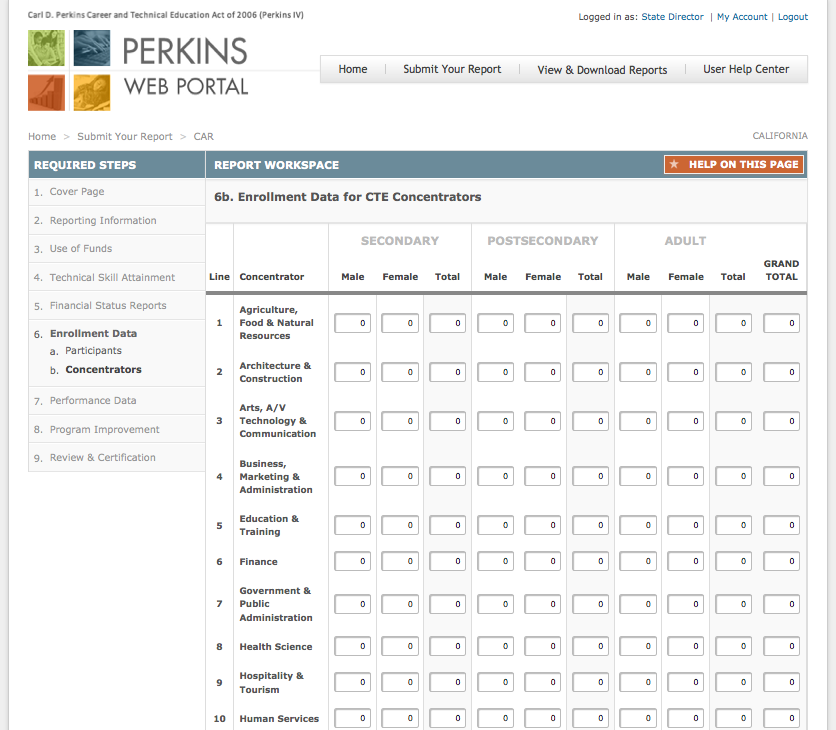 Carl D. Perkins Career and Technical Education Act of 2006 (Perkins IV)
Logged in as: State Director | My Account | Logout
PERKINS
WEB PORTAL
Home | Submit Your Report | View & Download Reports | User Help Center
Home > Submit Your Report > CAR
CALIFORNIA
REQUIRED STEPS
1. Cover Page
2. Reporting Information
3. Use of Funds
4. Technical Skill Attainment
5. Financial Status Reports
6. Enrollment Data
a. Participants
b. Concentrators
7. Performance Data
8. Program Improvement
9. Review & Certification
REPORT WORKSPACE
HELP ON THIS PAGE
6b. Enrollment Data for CTE Concentrators
SECONDARY POSTSECONDARY ADULT
Line Concentrator Male Female Total Male Female Total Male Female Total GRAND
TOTAL
1 Agriculture,
Food & Natural
Resources
0 0 0 0 0 0 0 0 0 0
2 Architecture &
Construction
0 0 0 0 0 0 0 0 0 0
3 Arts, A/V
Technology &
Communication
0 0 0 0 0 0 0 0 0 0
4 Business,
Marketing &
Administration
0 0 0 0 0 0 0 0 0 0
5 Education &
Training
0 0 0 0 0 0 0 0 0 0
6 Finance 0 0 0 0 0 0 0 0 0 0
7 Government &
Public
Administration
0 0 0 0 0 0 0 0 0 0
8 Health Science 0 0 0 0 0 0 0 0 0 0
9 Hospitality &
Tourism
0 0 0 0 0 0 0 0 0 0
10 Human Services 0 0 0 0 0 0 0 0 0 0